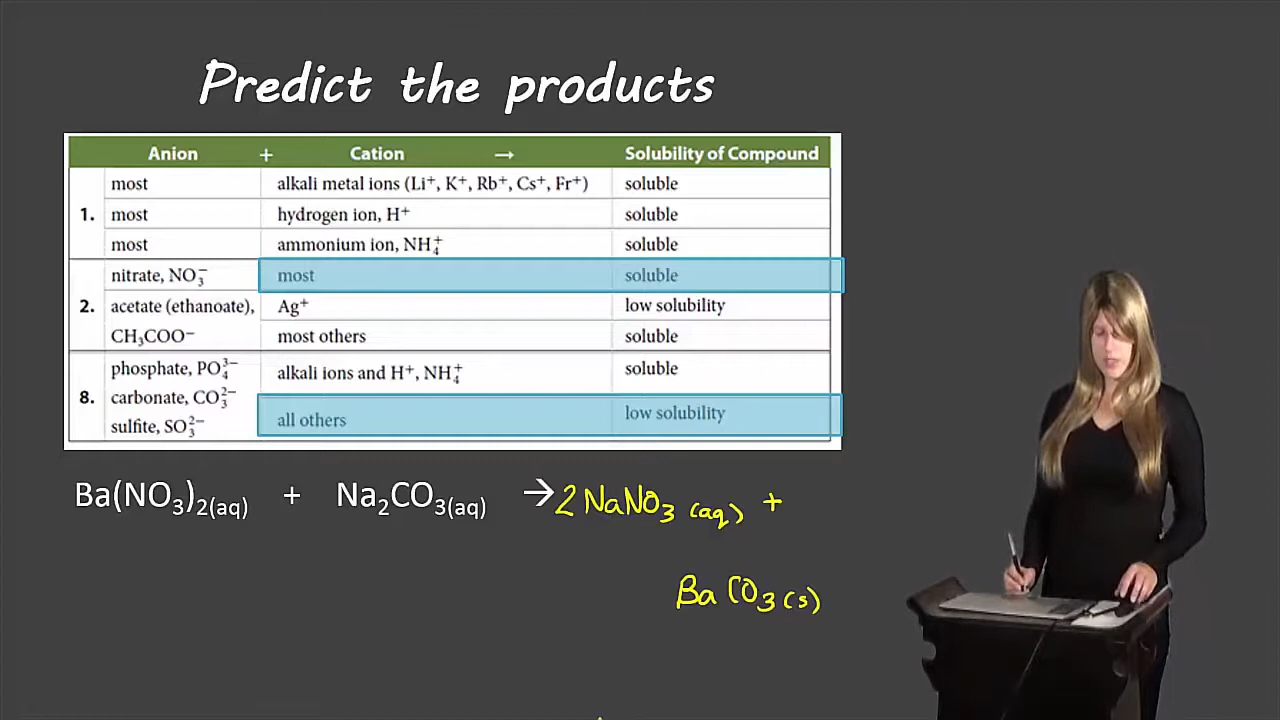 Predict the products
Anion + Cation → Solubility of Compound
most alkali metal ions (Li⁺, K⁺, Rb⁺, Cs⁺, Fr⁺) soluble
1. most hydrogen ion, H⁺ soluble
most ammonium ion, NH₄⁺ soluble
nitrate, NO₃⁻ most soluble
2. acetate (ethanoate), Ag⁺ low solubility
CH₃COO⁻ most others soluble
phosphate, PO₄³⁻ alkali ions and H⁺, NH₄⁺ soluble
8. carbonate, CO₃²⁻
sulfite, SO₃²⁻ all others low solubility
Ba(NO₃)₂(aq) + Na₂CO₃(aq) → 2 NaNO₃ (aq) +
BaCO₃ (s)